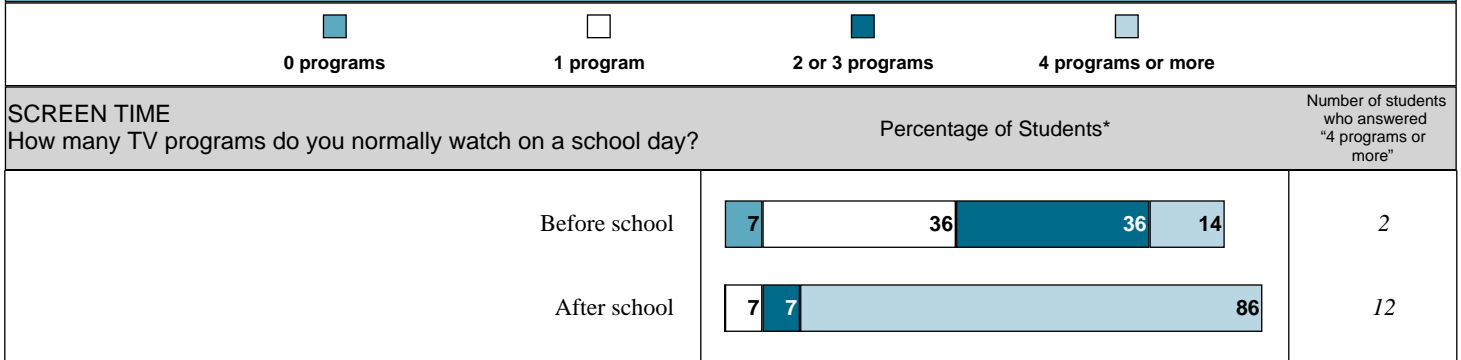 0 programs 1 program 2 or 3 programs 4 programs or more
SCREEN TIME
How many TV programs do you normally watch on a school day?
Percentage of Students*
Number of students
who answered
“4 programs or
more”
Before school 7 36 36 14 2
After school 7 7 86 12